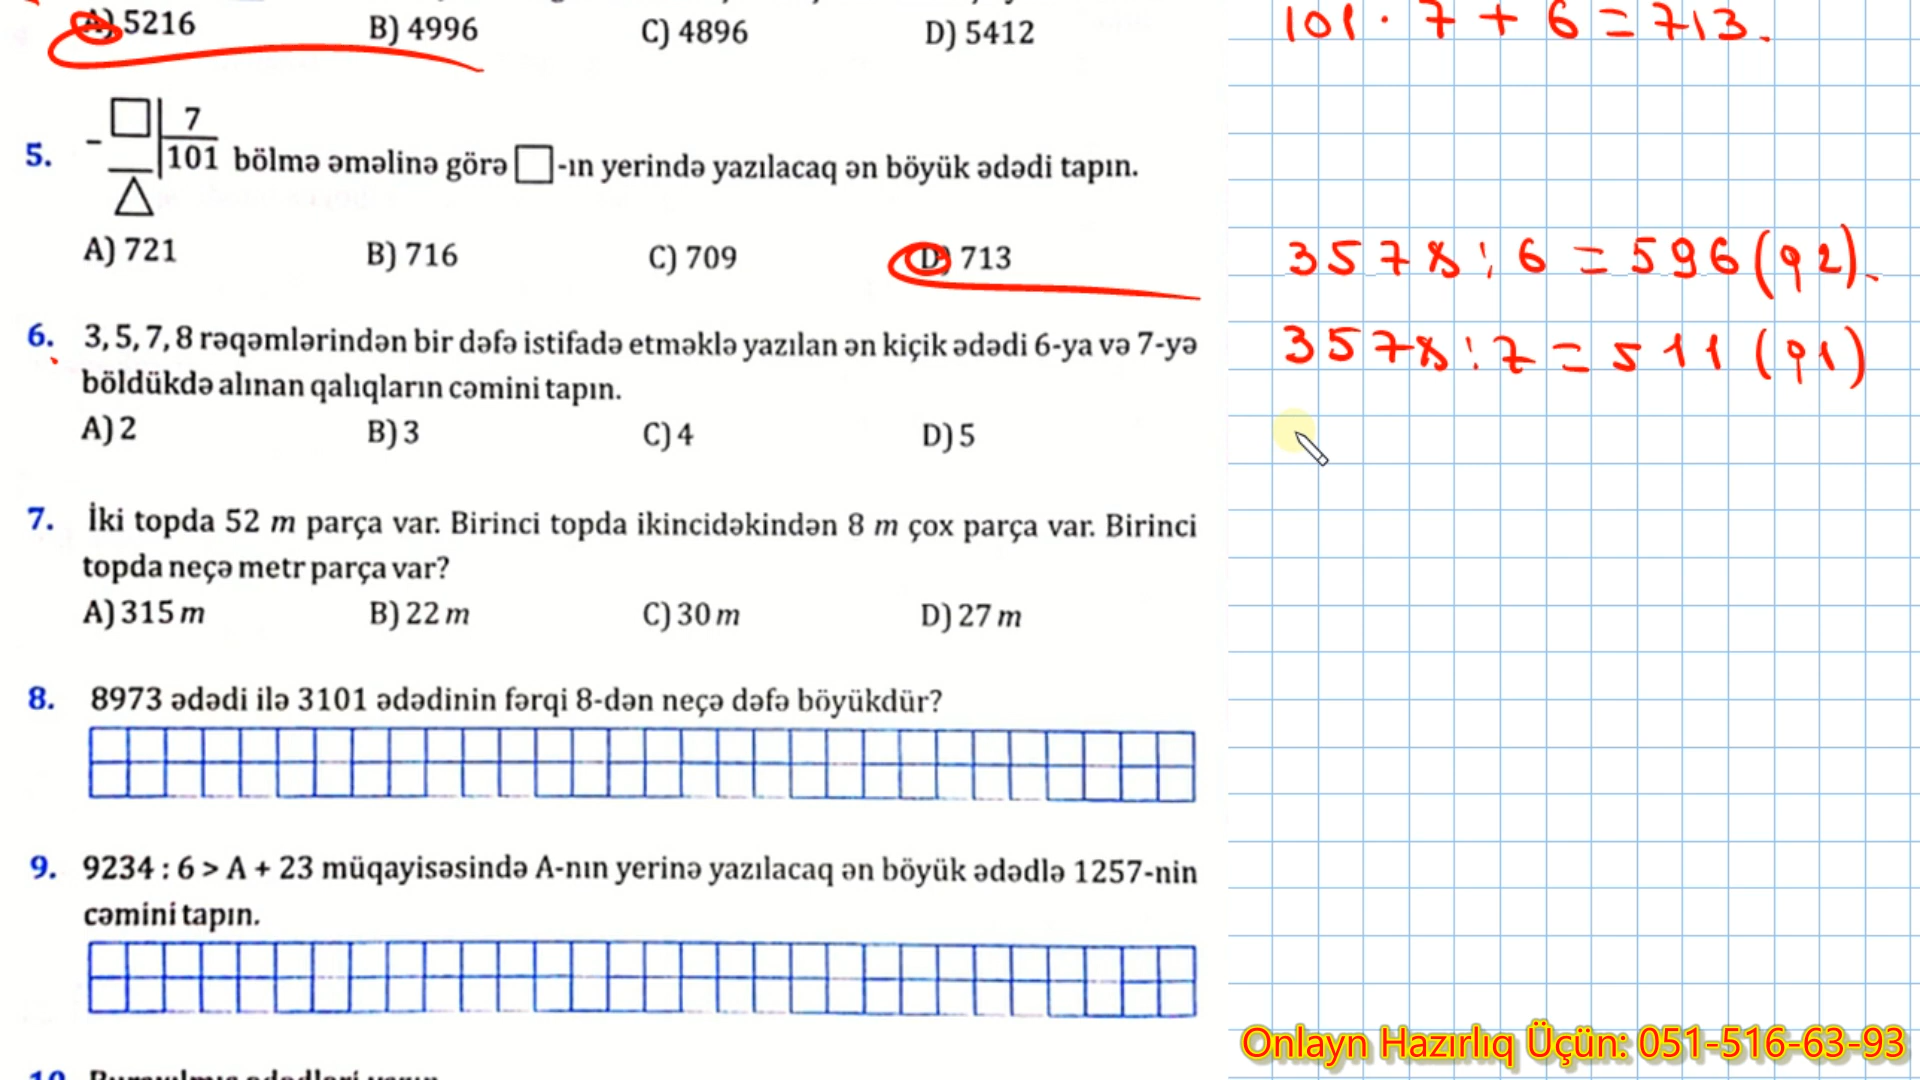 A) 5216 B) 4996 C) 4896 D) 5412
5. □ 7
101 bölmə əməlinə görə □-ın yerində yazılacaq ən böyük ədədi tapın.
△
A) 721 B) 716 C) 709 D) 713
6. 3, 5, 7, 8 rəqəmlərindən bir dəfə istifadə etməklə yazılan ən kiçik ədədi 6-ya və 7-yə
böldükdə alınan qalıqların cəmini tapın.
A) 2 B) 3 C) 4 D) 5
7. İki topda 52 m parça var. Birinci topda ikincidəkindən 8 m çox parça var. Birinci
topda neçə metr parça var?
A) 315 m B) 22 m C) 30 m D) 27 m
8. 8973 ədədi ilə 3101 ədədinin fərqi 8-dən neçə dəfə böyükdür?
9. 9234 : 6 > A + 23 müqayisəsində A-nın yerinə yazılacaq ən böyük ədədlə 1257-nin
cəmini tapın.
101 · 7 + 6 = 713.
3578 : 6 = 596 (q2).
3578 : 7 = 511 (q1)
Onlayn Hazırlıq Üçün: 051-516-63-93